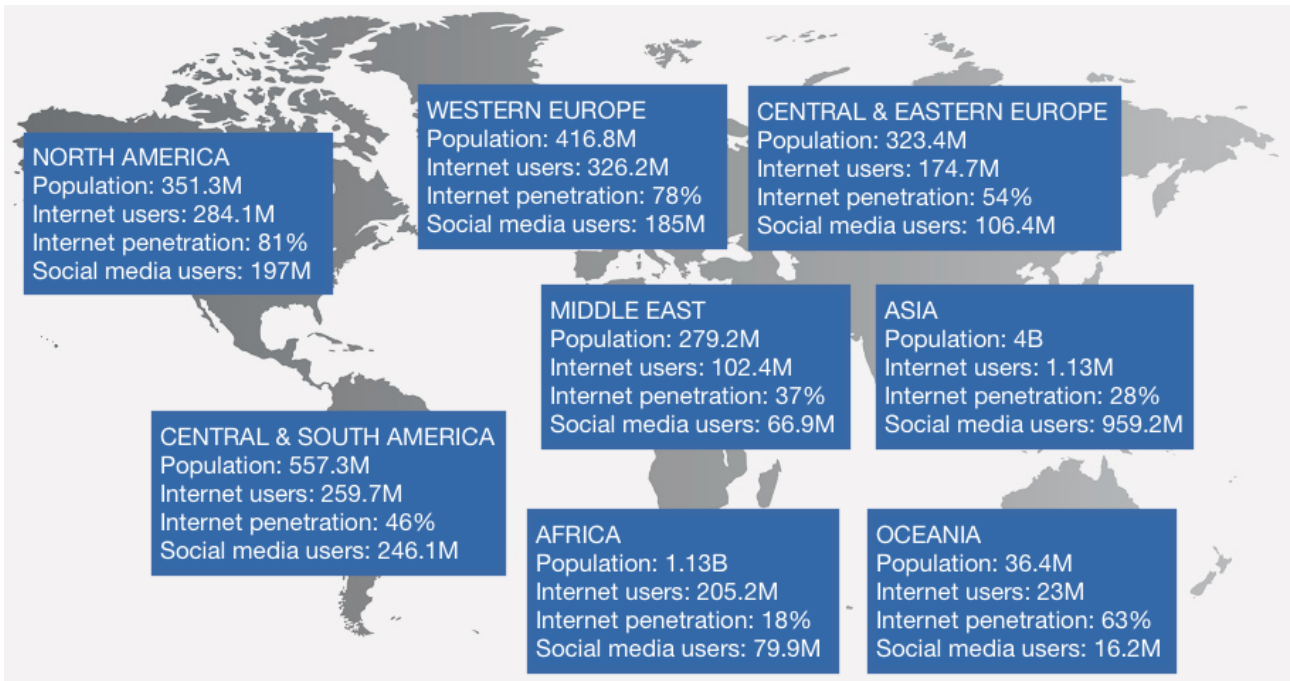 NORTH AMERICA
Population: 351.3M
Internet users: 284.1M
Internet penetration: 81%
Social media users: 197M
WESTERN EUROPE
Population: 416.8M
Internet users: 326.2M
Internet penetration: 78%
Social media users: 185M
CENTRAL & EASTERN EUROPE
Population: 323.4M
Internet users: 174.7M
Internet penetration: 54%
Social media users: 106.4M
MIDDLE EAST
Population: 279.2M
Internet users: 102.4M
Internet penetration: 37%
Social media users: 66.9M
ASIA
Population: 4B
Internet users: 1.13M
Internet penetration: 28%
Social media users: 959.2M
CENTRAL & SOUTH AMERICA
Population: 557.3M
Internet users: 259.7M
Internet penetration: 46%
Social media users: 246.1M
AFRICA
Population: 1.13B
Internet users: 205.2M
Internet penetration: 18%
Social media users: 79.9M
OCEANIA
Population: 36.4M
Internet users: 23M
Internet penetration: 63%
Social media users: 16.2M